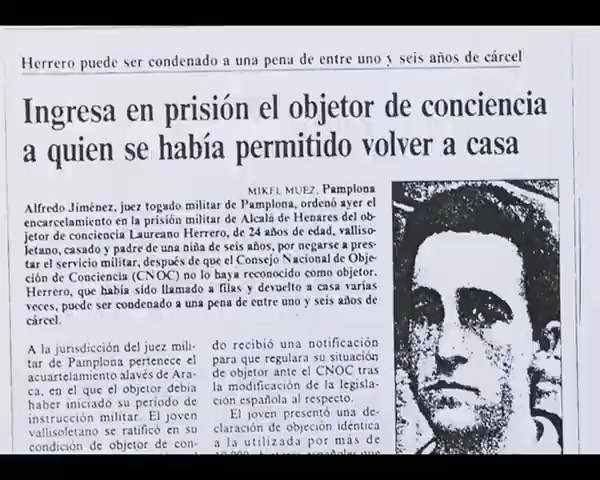 Herrero puede ser condenado a una pena de entre uno y seis años de cárcel
Ingresa en prisión el objetor de conciencia
a quien se había permitido volver a casa
MIKEL MUEZ, Pamplona
Alfredo Jiménez, juez togado militar de Pamplona, ordenó ayer el
encarcelamiento en la prisión militar de Alcalá de Henares del ob-
jetor de conciencia Laureano Herrero, de 24 años de edad, valliso-
letano, casado y padre de una niña de seis años, por negarse a pres-
tar el servicio militar, después de que el Consejo Nacional de Obje-
ción de Conciencia (CNOC) no lo haya reconocido como objetor.
Herrero, que había sido llamado a filas y devuelto a casa varias
veces, puede ser condenado a una pena de entre uno y seis años de
cárcel.
A la jurisdicción del juez mili-
tar de Pamplona pertenece el
acuartelamiento alavés de Ara-
ca, en el que el objetor debía
haber iniciado su período de
instrucción militar. El joven
vallisoletano se ratificó en su
condición de objetor de con-
do recibió una notificación
para que regulara su situación
de objetor ante el CNOC tras
la modificación de la legisla-
ción española al respecto.
El joven presentó una de-
claración de objeción idéntica
a la utilizada por más de